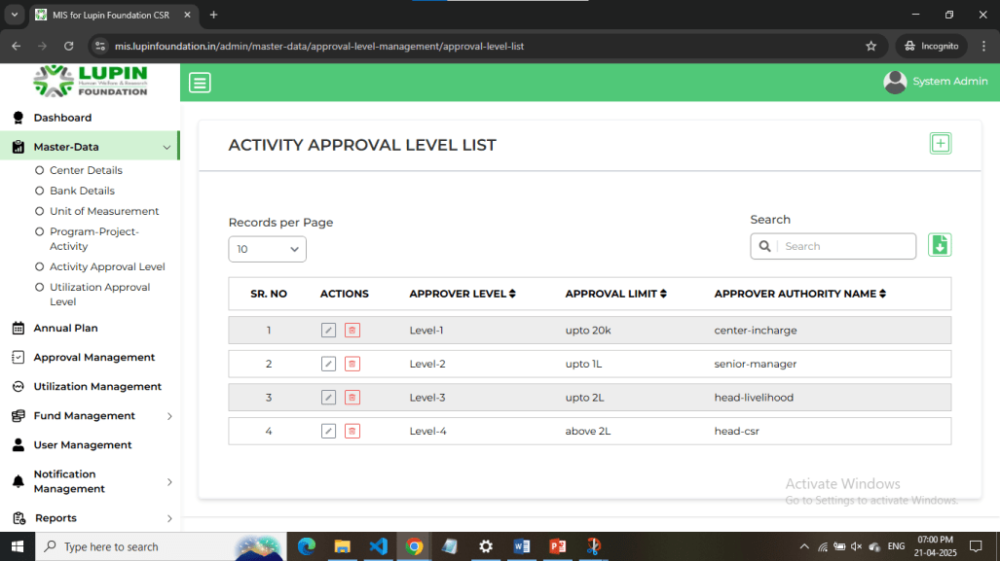 MIS for Lupin Foundation CSR
mis.lupinfoundation.in/admin/master-data/approval-level-management/approval-level-list
Incognito
LUPIN
Human Welfare & Research
FOUNDATION
System Admin
Dashboard
Master-Data
Center Details
Bank Details
Unit of Measurement
Program-Project-
Activity
Activity Approval Level
Utilization Approval
Level
Annual Plan
Approval Management
Utilization Management
Fund Management
User Management
Notification
Management
Reports
ACTIVITY APPROVAL LEVEL LIST
Records per Page
10
Search
Search
SR. NO ACTIONS APPROVER LEVEL APPROVAL LIMIT APPROVER AUTHORITY NAME
1 Level-1 upto 20k center-incharge
2 Level-2 upto 1L senior-manager
3 Level-3 upto 2L head-livelihood
4 Level-4 above 2L head-csr
Activate Windows
Go to Settings to activate Windows.
Type here to search
ENG
07:00 PM
21-04-2025